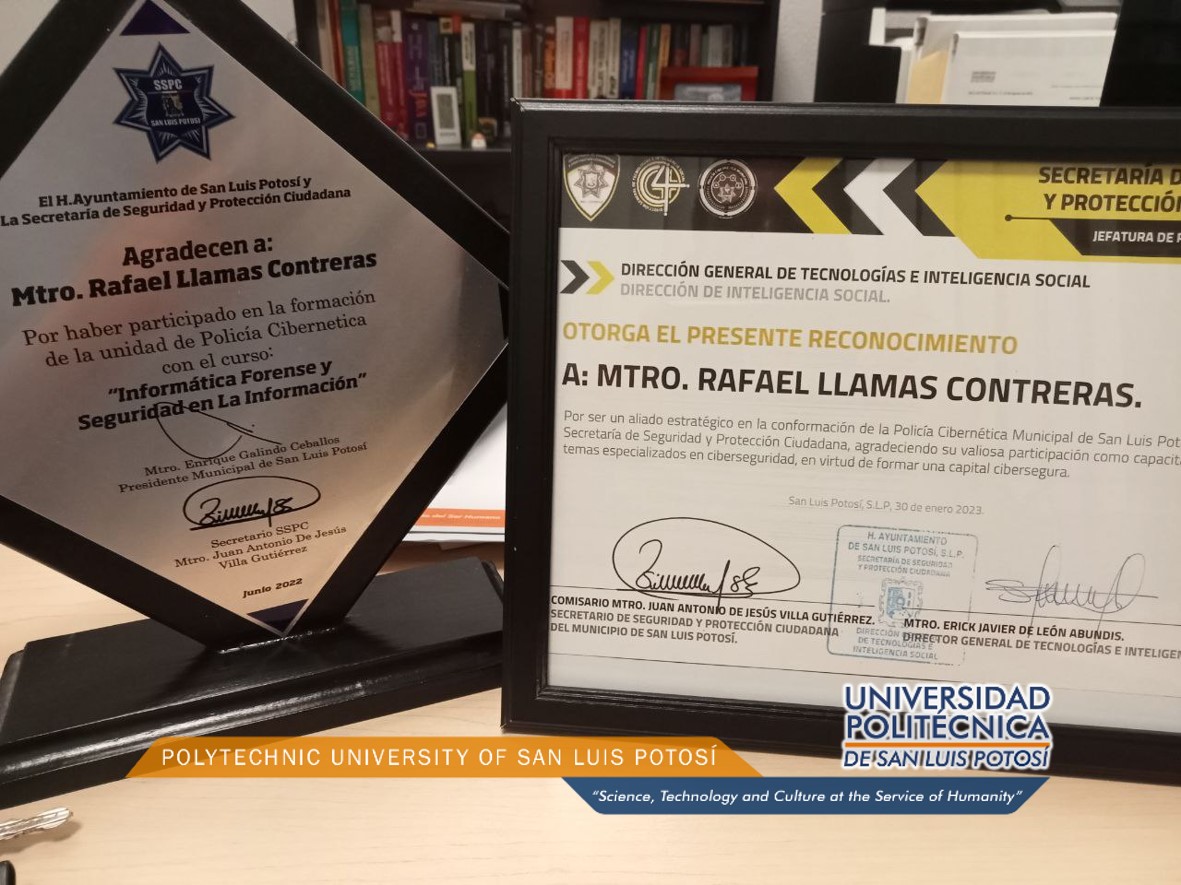 SSPC
SAN LUIS POTOSÍ
El H.Ayuntamiento de San Luis Potosí y
La Secretaría de Seguridad y Protección Ciudadana
Agradecen a:
Mtro. Rafael Llamas Contreras
Por haber participado en la formación
de la unidad de Policía Cibernetica
con el curso:
“Informática Forense y
Seguridad en La Información”
Mtro. Enrique Galindo Ceballos
Presidente Municipal de San Luis Potosí
Secretario SSPC
Mtro. Juan Antonio De Jesús
Villa Gutiérrez
Junio 2022
SECRETARÍA D
Y PROTECCIÓN
JEFATURA DE
DIRECCIÓN GENERAL DE TECNOLOGÍAS E INTELIGENCIA SOCIAL
DIRECCIÓN DE INTELIGENCIA SOCIAL.
OTORGA EL PRESENTE RECONOCIMIENTO
A: MTRO. RAFAEL LLAMAS CONTRERAS.
Por ser un aliado estratégico en la conformación de la Policía Cibernética Municipal de San Luis Pot
Secretaría de Seguridad y Protección Ciudadana, agradeciendo su valiosa participación como capacita
temas especializados en ciberseguridad, en virtud de formar una capital cibersegura.
San Luis Potosí, S.L.P, 30 de enero 2023.
H. AYUNTAMIENTO
DE SAN LUIS POTOSÍ, S.L.P.
SECRETARÍA DE SEGURIDAD
Y PROTECCIÓN CIUDADANA
DIRECCIÓN
DE TECNOLOGÍAS E
INTELIGENCIA SOCIAL
COMISARIO MTRO. JUAN ANTONIO DE JESÚS VILLA GUTIÉRREZ.
SECRETARIO DE SEGURIDAD Y PROTECCIÓN CIUDADANA
DEL MUNICIPIO DE SAN LUIS POTOSÍ.
MTRO. ERICK JAVIER DE LEÓN ABUNDIS.
DIRECTOR GENERAL DE TECNOLOGÍAS E INTELIGEN
UNIVERSIDAD
POLITÉCNICA
DE SAN LUIS POTOSÍ
POLYTECHNIC UNIVERSITY OF SAN LUIS POTOSÍ
“Science, Technology and Culture at the Service of Humanity”